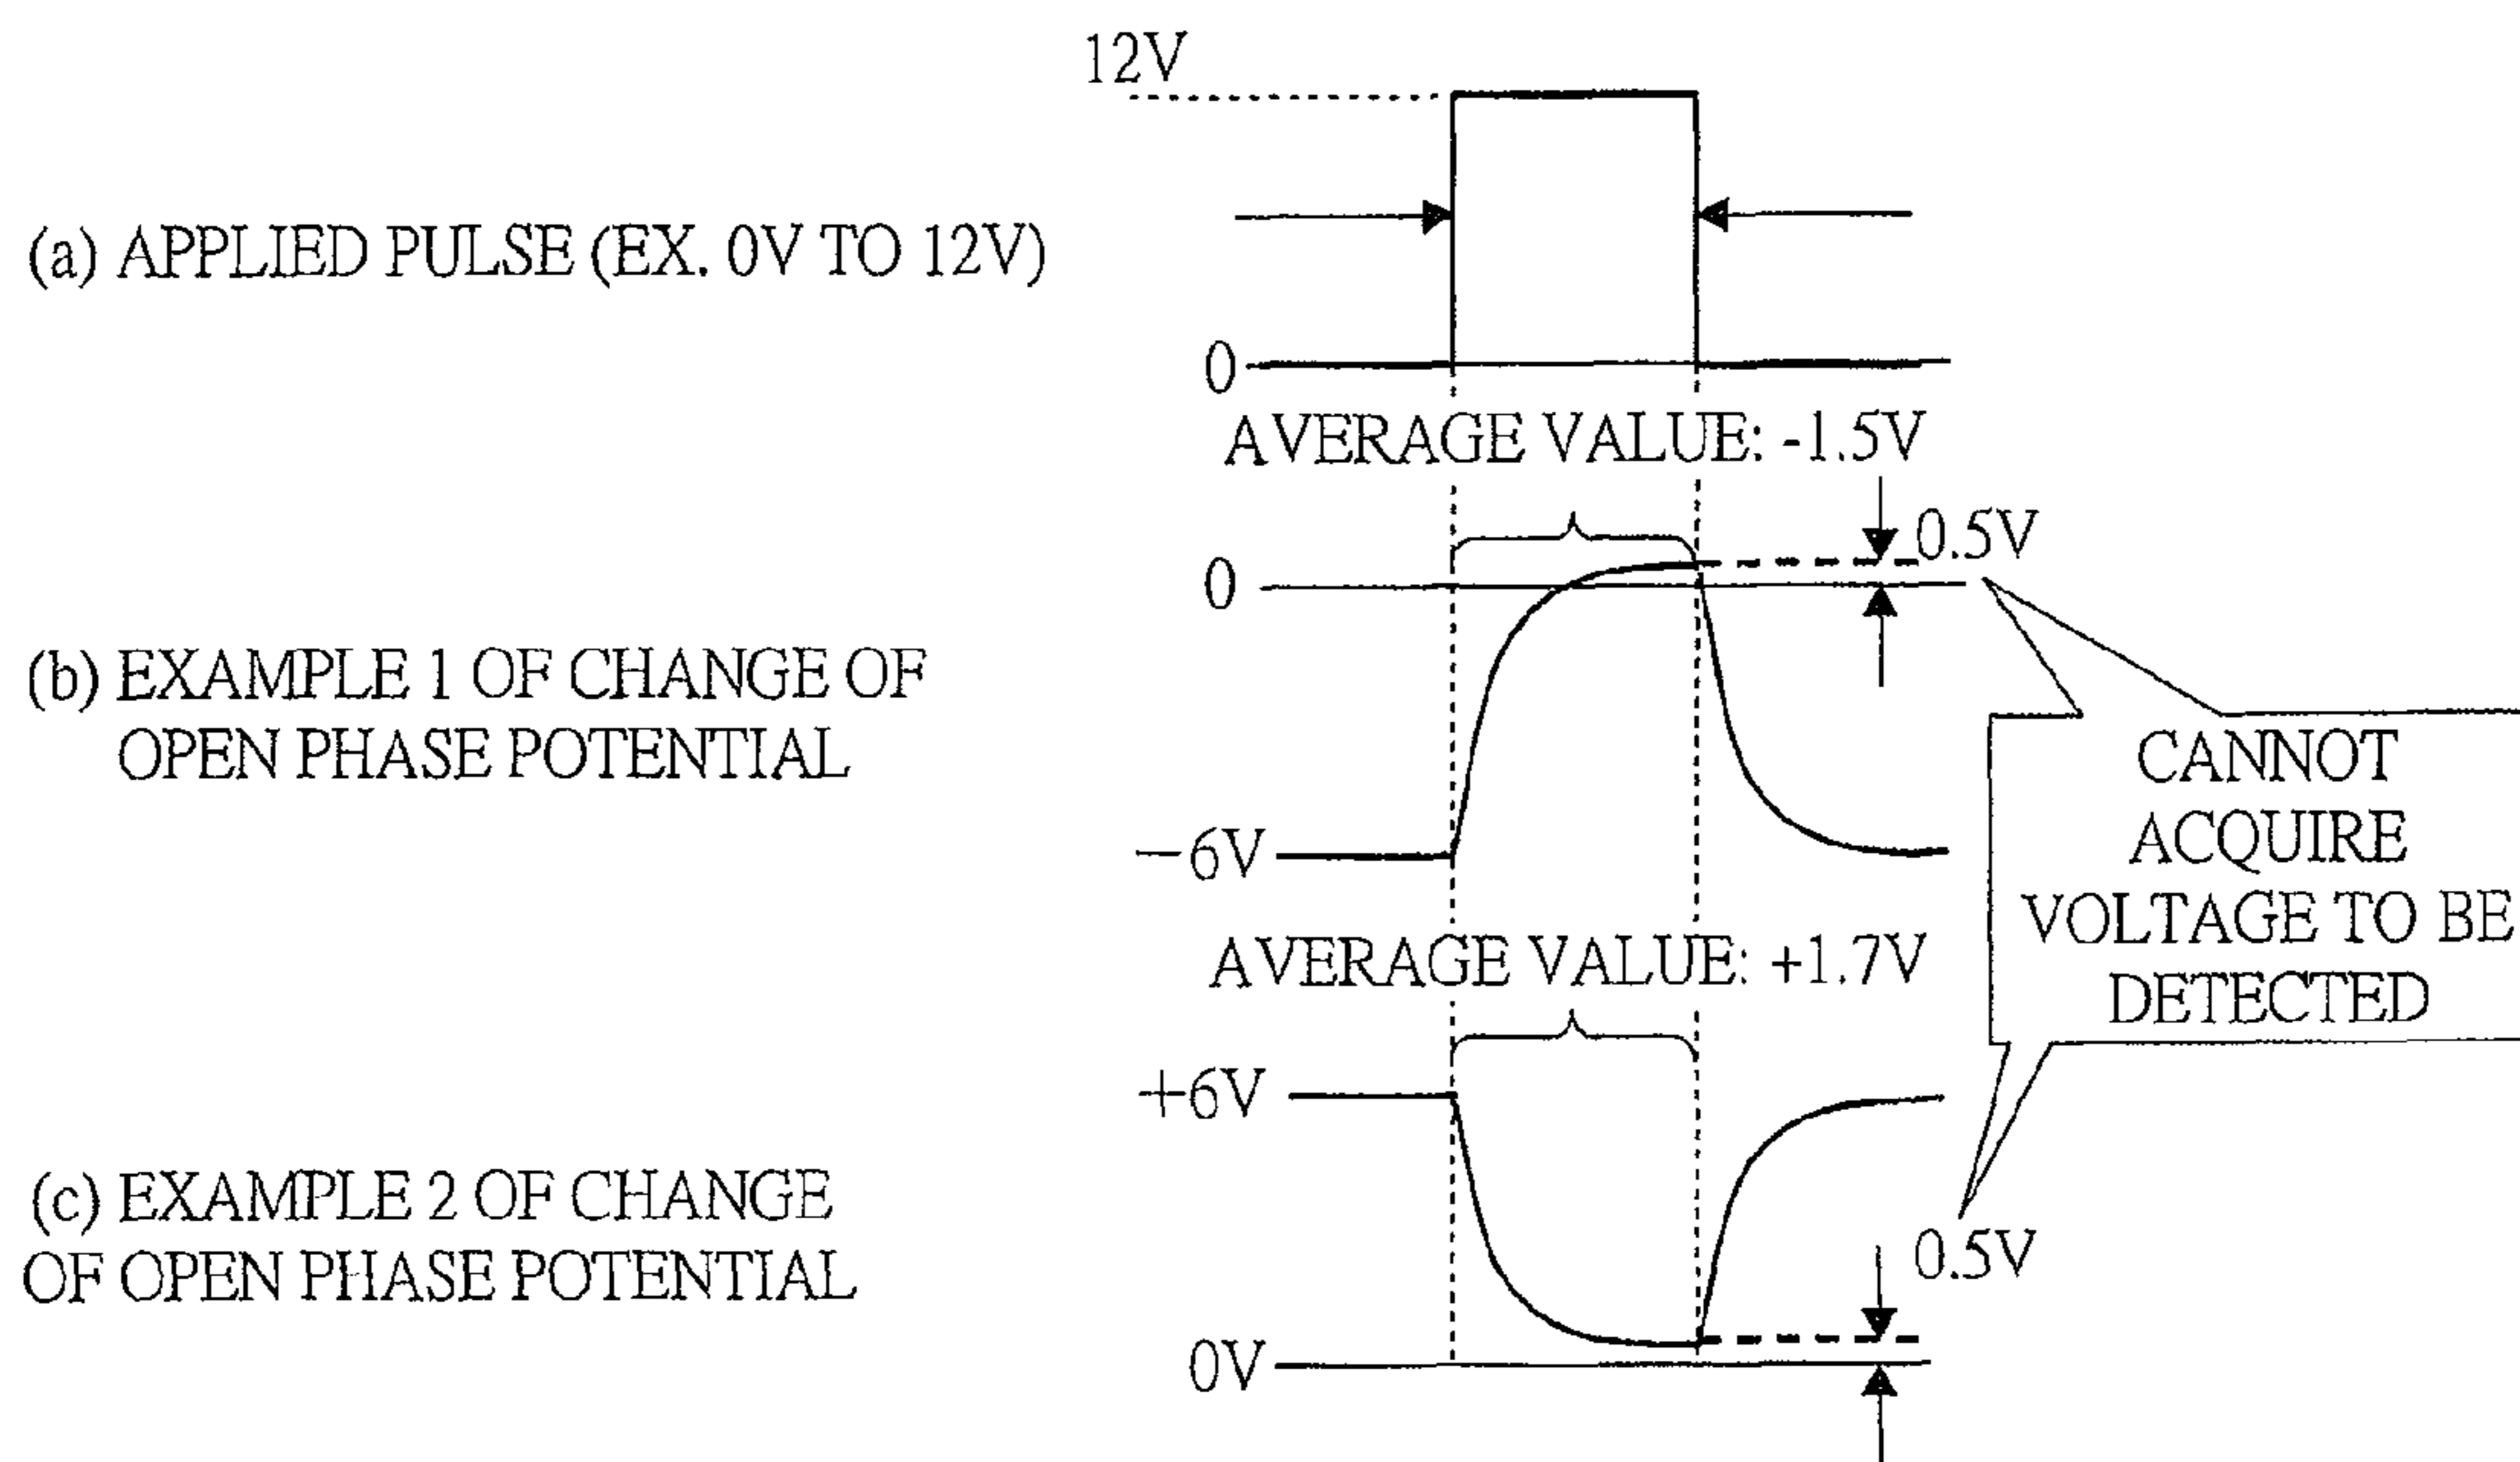 12V
(a) APPLIED PULSE (EX. 0V TO 12V)
0
AVERAGE VALUE: -1.5V
0.5V
0
(b) EXAMPLE 1 OF CHANGE OF
OPEN PHASE POTENTIAL
−6V
CANNOT
ACQUIRE
VOLTAGE TO BE
DETECTED
AVERAGE VALUE: +1.7V
+6V
(c) EXAMPLE 2 OF CHANGE
OF OPEN PHASE POTENTIAL
0.5V
0V